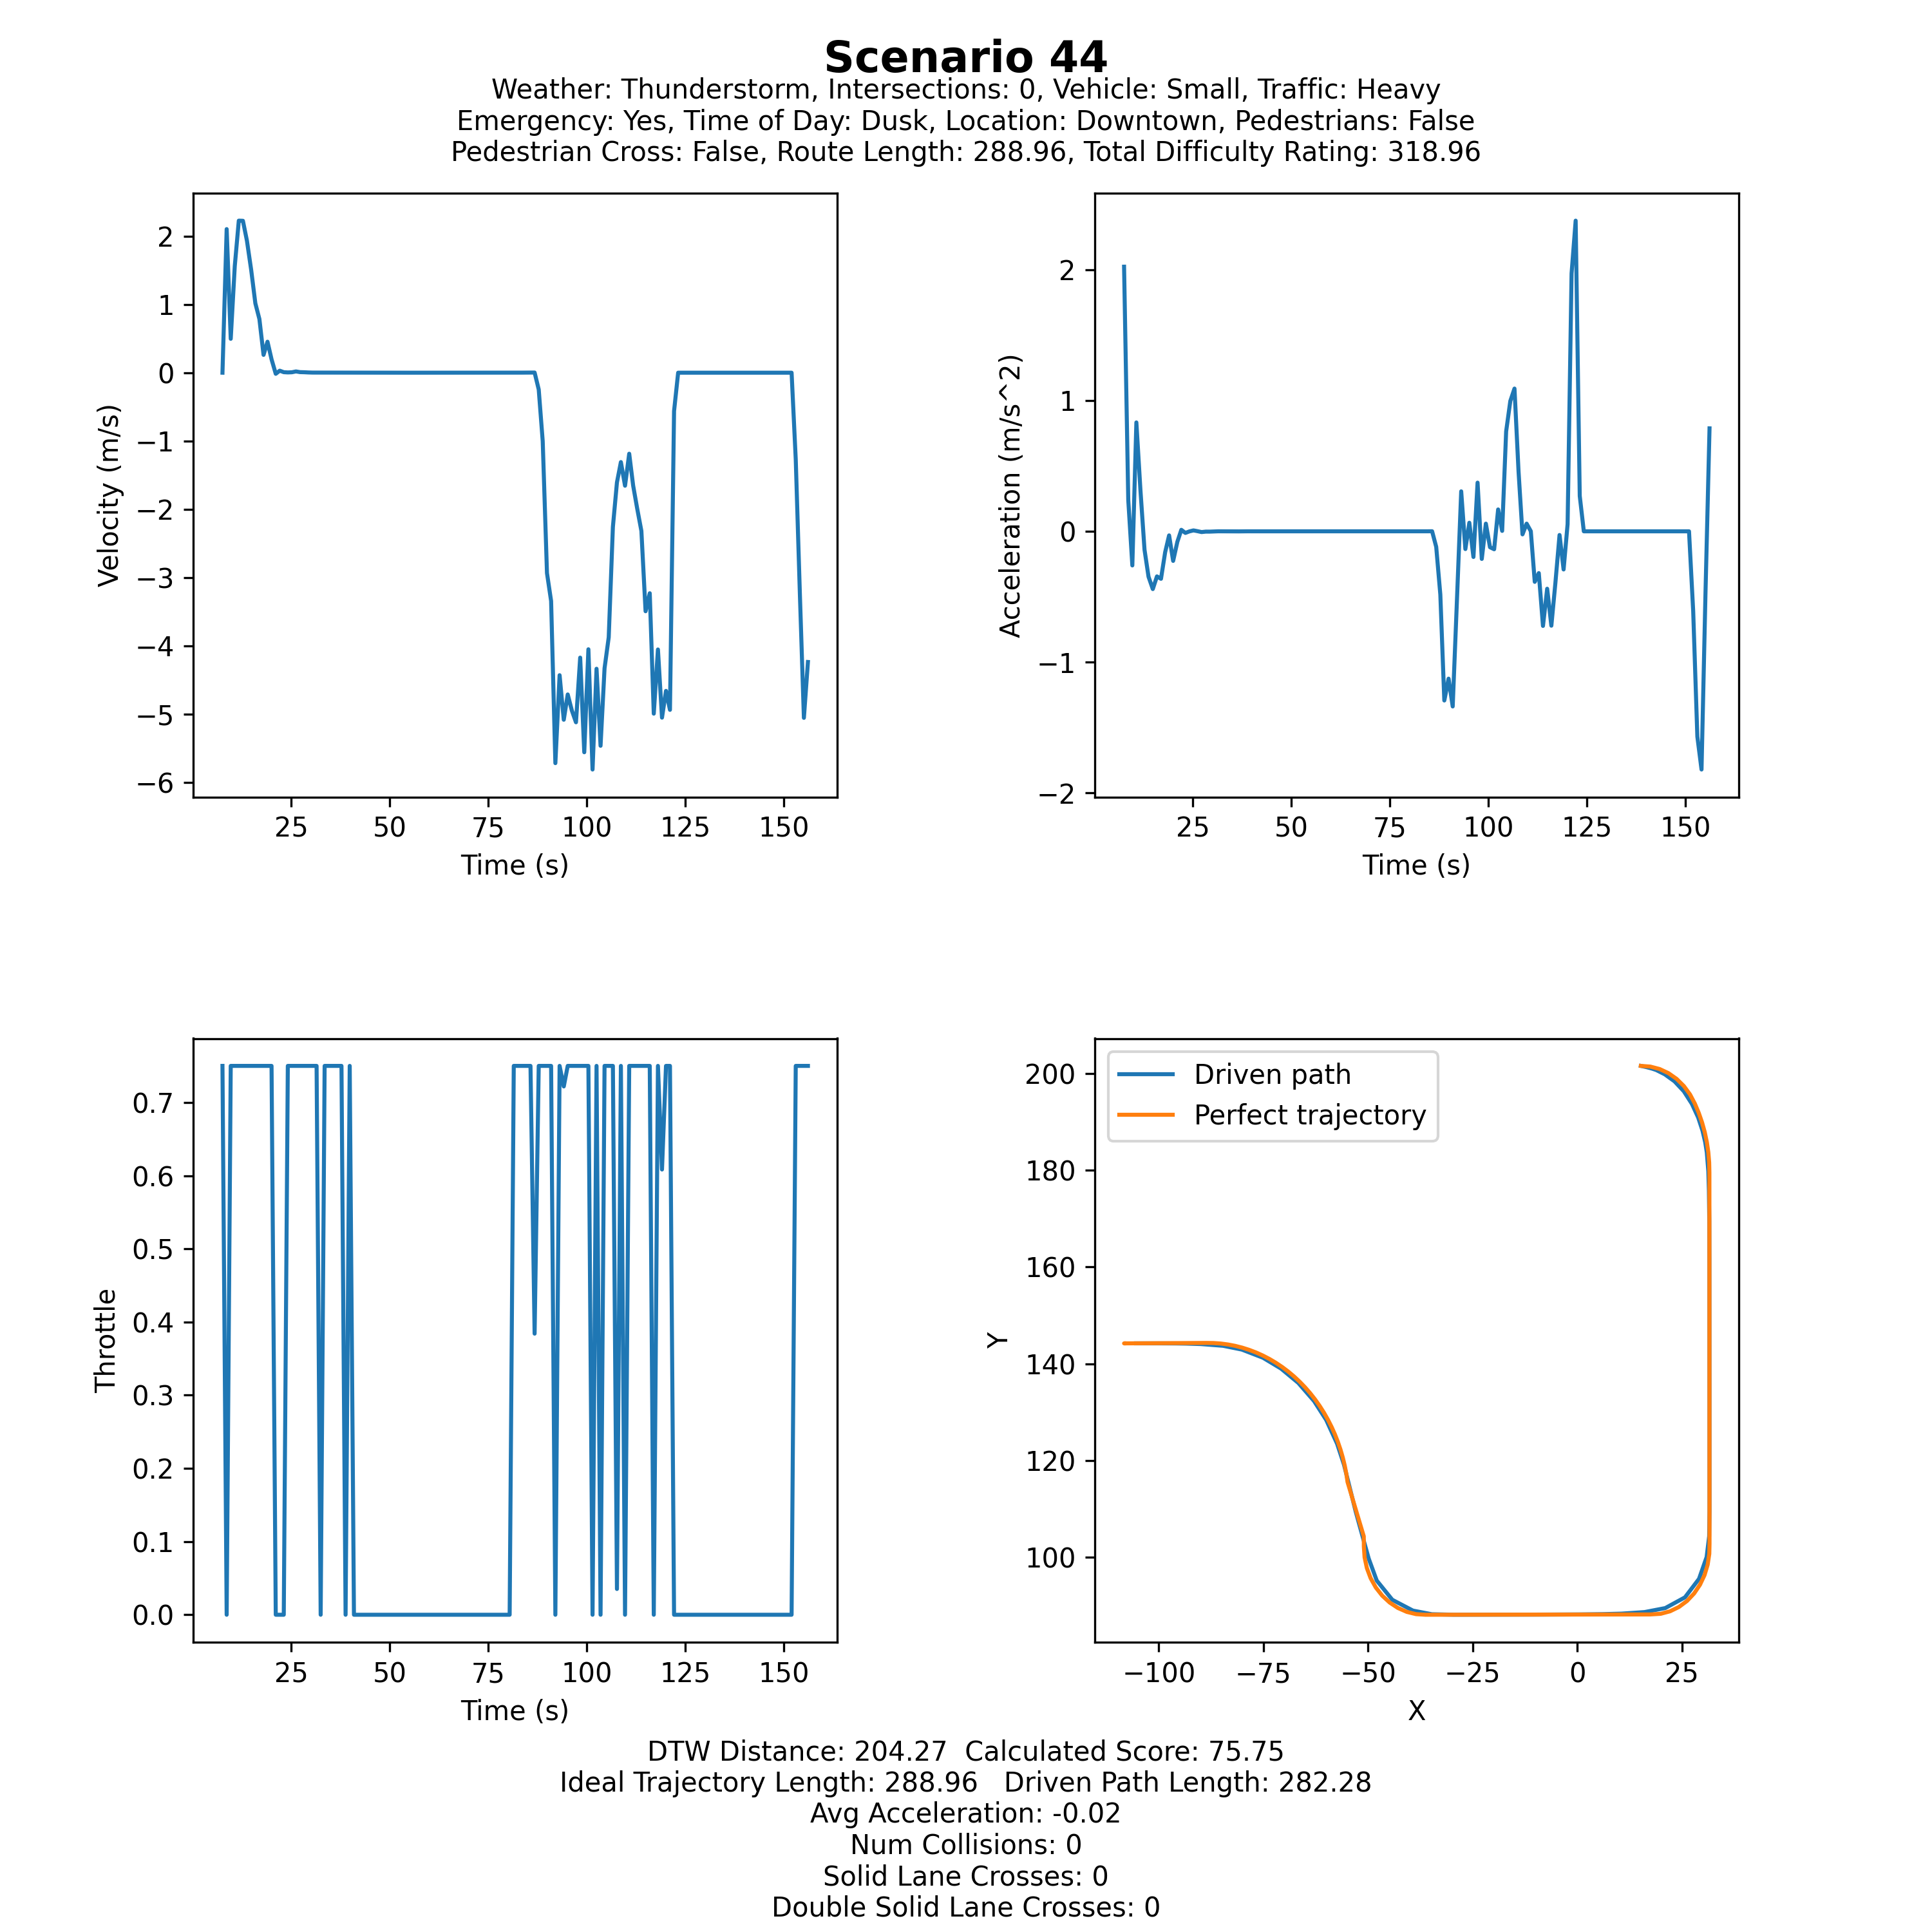 Scenario 44
Weather: Thunderstorm, Intersections: 0, Vehicle: Small, Traffic: Heavy
Emergency: Yes, Time of Day: Dusk, Location: Downtown, Pedestrians: False
Pedestrian Cross: False, Route Length: 288.96, Total Difficulty Rating: 318.96
Velocity (m/s)
2
1
0
−1
−2
−3
−4
−5
−6
25 50 75 100 125 150
Time (s)
Acceleration (m/s^2)
2
1
0
−1
−2
25 50 75 100 125 150
Time (s)
Throttle
0.7
0.6
0.5
0.4
0.3
0.2
0.1
0.0
25 50 75 100 125 150
Time (s)
Driven path
Perfect trajectory
Y
200
180
160
140
120
100
−100 −75 −50 −25 0 25
X
DTW Distance: 204.27 Calculated Score: 75.75
Ideal Trajectory Length: 288.96 Driven Path Length: 282.28
Avg Acceleration: -0.02
Num Collisions: 0
Solid Lane Crosses: 0
Double Solid Lane Crosses: 0